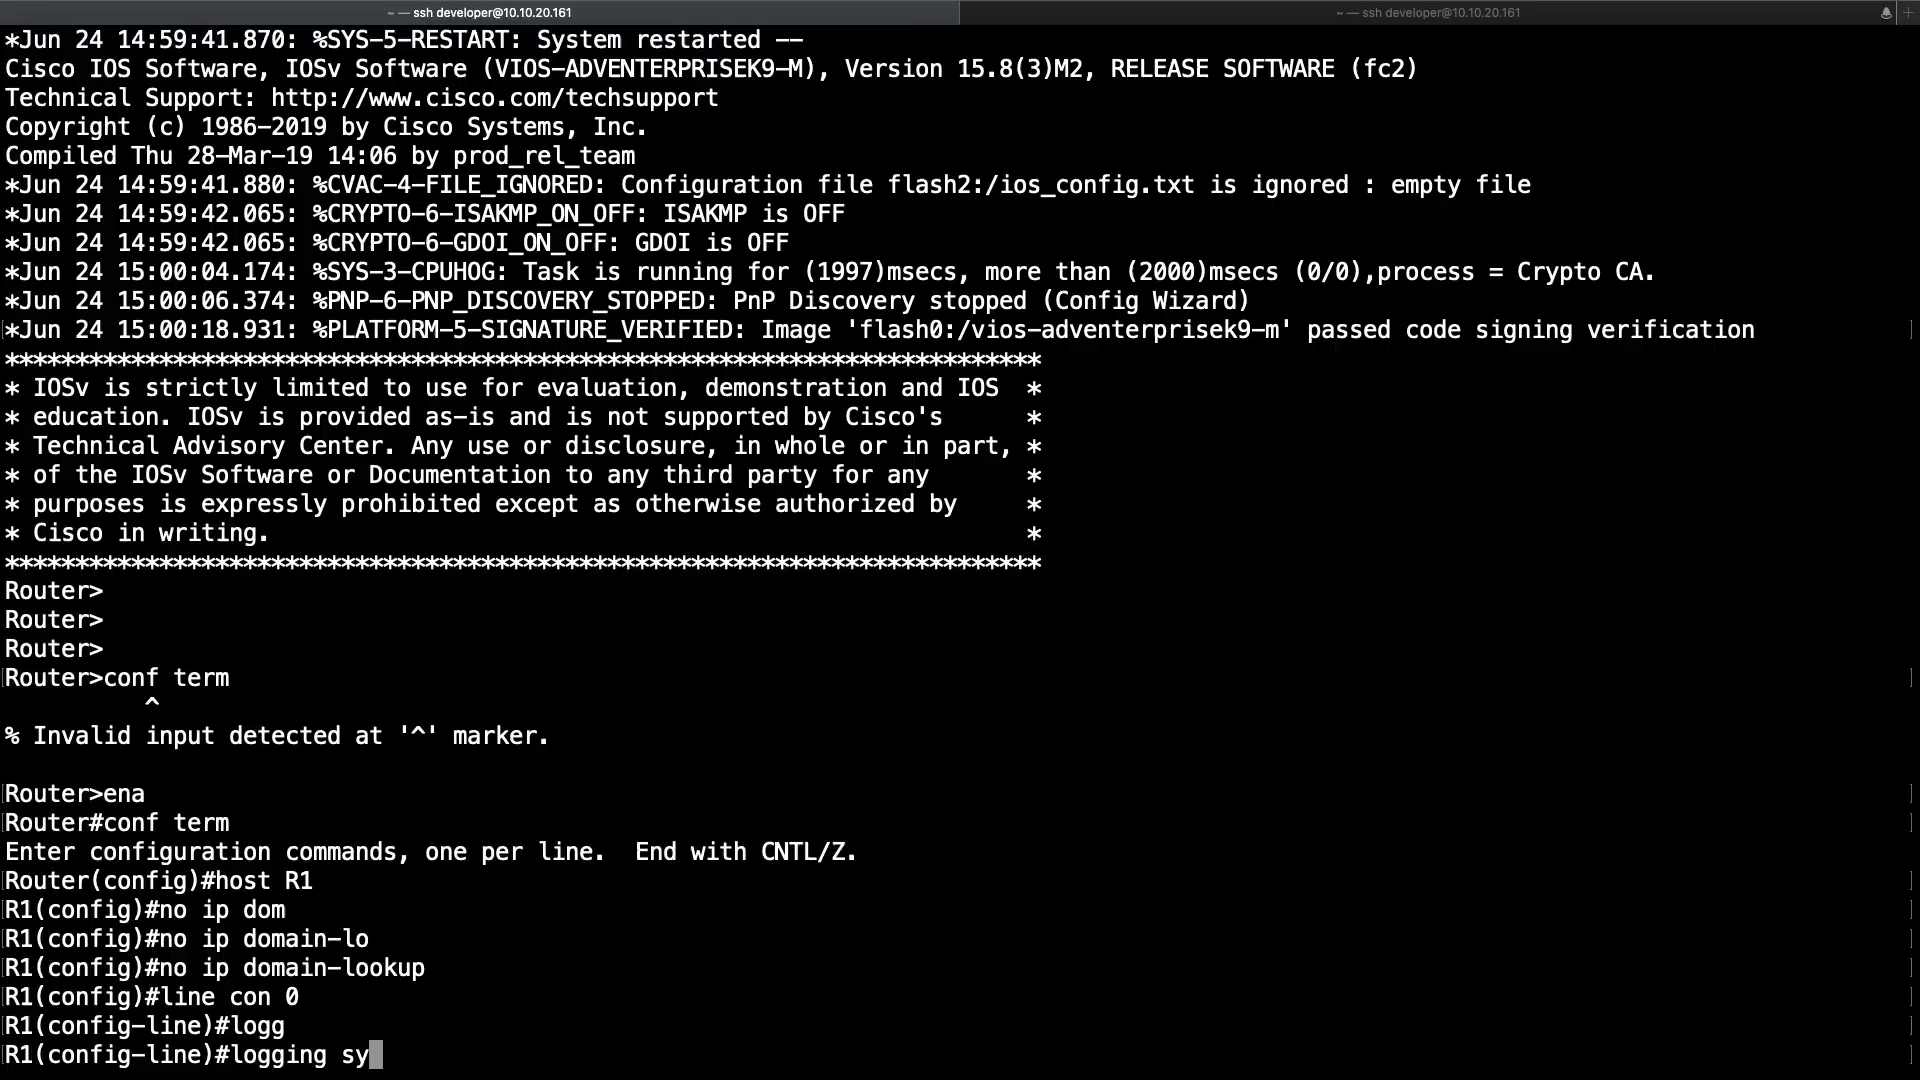 ~ — ssh developer@10.10.20.161
~ — ssh developer@10.10.20.161
*Jun 24 14:59:41.870: %SYS-5-RESTART: System restarted --
Cisco IOS Software, IOSv Software (VIOS-ADVENTERPRISEK9-M), Version 15.8(3)M2, RELEASE SOFTWARE (fc2)
Technical Support: http://www.cisco.com/techsupport
Copyright (c) 1986-2019 by Cisco Systems, Inc.
Compiled Thu 28-Mar-19 14:06 by prod_rel_team
*Jun 24 14:59:41.880: %CVAC-4-FILE_IGNORED: Configuration file flash2:/ios_config.txt is ignored : empty file
*Jun 24 14:59:42.065: %CRYPTO-6-ISAKMP_ON_OFF: ISAKMP is OFF
*Jun 24 14:59:42.065: %CRYPTO-6-GDOI_ON_OFF: GDOI is OFF
*Jun 24 15:00:04.174: %SYS-3-CPUHOG: Task is running for (1997)msecs, more than (2000)msecs (0/0),process = Crypto CA.
*Jun 24 15:00:06.374: %PNP-6-PNP_DISCOVERY_STOPPED: PnP Discovery stopped (Config Wizard)
*Jun 24 15:00:18.931: %PLATFORM-5-SIGNATURE_VERIFIED: Image 'flash0:/vios-adventerprisek9-m' passed code signing verification
**************************************************************************
* IOSv is strictly limited to use for evaluation, demonstration and IOS  *
* education. IOSv is provided as-is and is not supported by Cisco's      *
* Technical Advisory Center. Any use or disclosure, in whole or in part, *
* of the IOSv Software or Documentation to any third party for any       *
* purposes is expressly prohibited except as otherwise authorized by     *
* Cisco in writing.                                                      *
**************************************************************************
Router>
Router>
Router>
Router>conf term
^
% Invalid input detected at '^' marker.
Router>ena
Router#conf term
Enter configuration commands, one per line.  End with CNTL/Z.
Router(config)#host R1
R1(config)#no ip dom
R1(config)#no ip domain-lo
R1(config)#no ip domain-lookup
R1(config)#line con 0
R1(config-line)#logg
R1(config-line)#logging sy